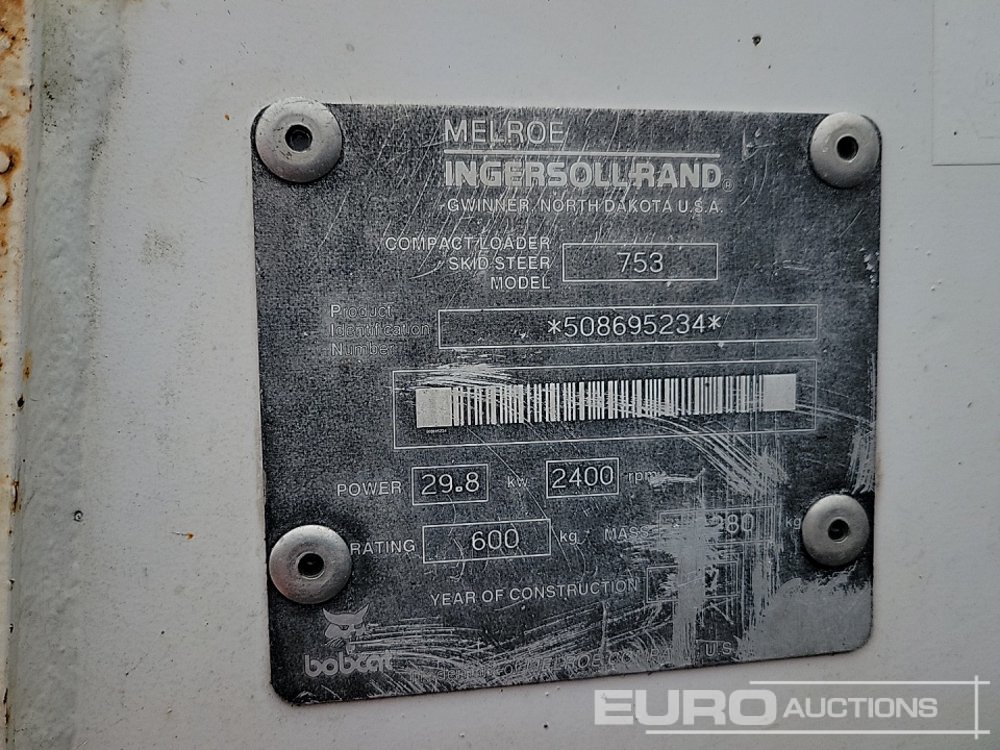 MELROE
INGERSOLL-RAND®
GWINNER, NORTH DAKOTA U.S.A.
COMPACT LOADER
SKID STEER
MODEL 753
Product
Identification
Number *508695234*
POWER 29.8 kw 2400 rpm
RATING 600 kg MASS kg
YEAR OF CONSTRUCTION
bobcat
U.S.
EURO AUCTIONS